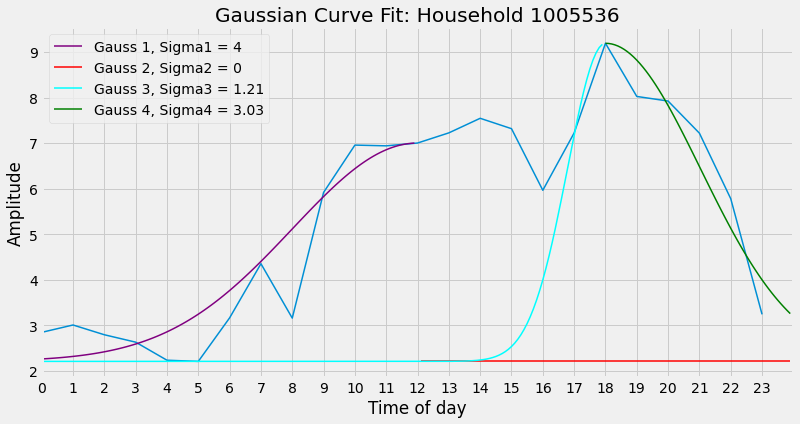 Gaussian Curve Fit: Household 1005536
Gauss 1, Sigma1 = 4
Gauss 2, Sigma2 = 0
Gauss 3, Sigma3 = 1.21
Gauss 4, Sigma4 = 3.03
Amplitude
9
8
7
6
5
4
3
2
0 1 2 3 4 5 6 7 8 9 10 11 12 13 14 15 16 17 18 19 20 21 22 23
Time of day